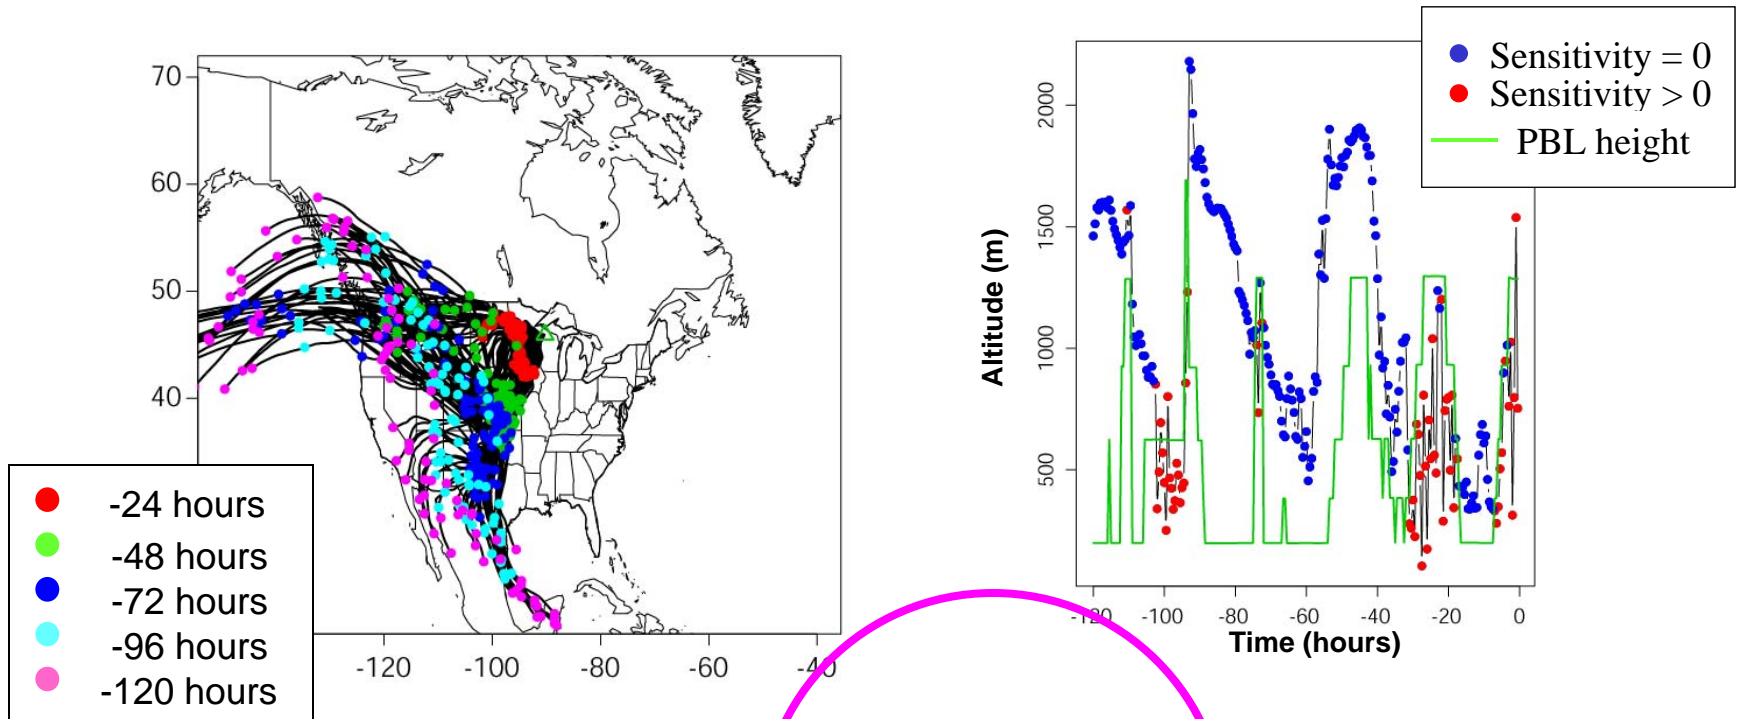 70
60
50
40
-120
-100
-80
-60
-40
-24 hours
-48 hours
-72 hours
-96 hours
-120 hours
Sensitivity = 0
Sensitivity > 0
PBL height
Altitude (m)
2000
1500
1000
500
-120
-100
-80
-60
-40
-20
0
Time (hours)